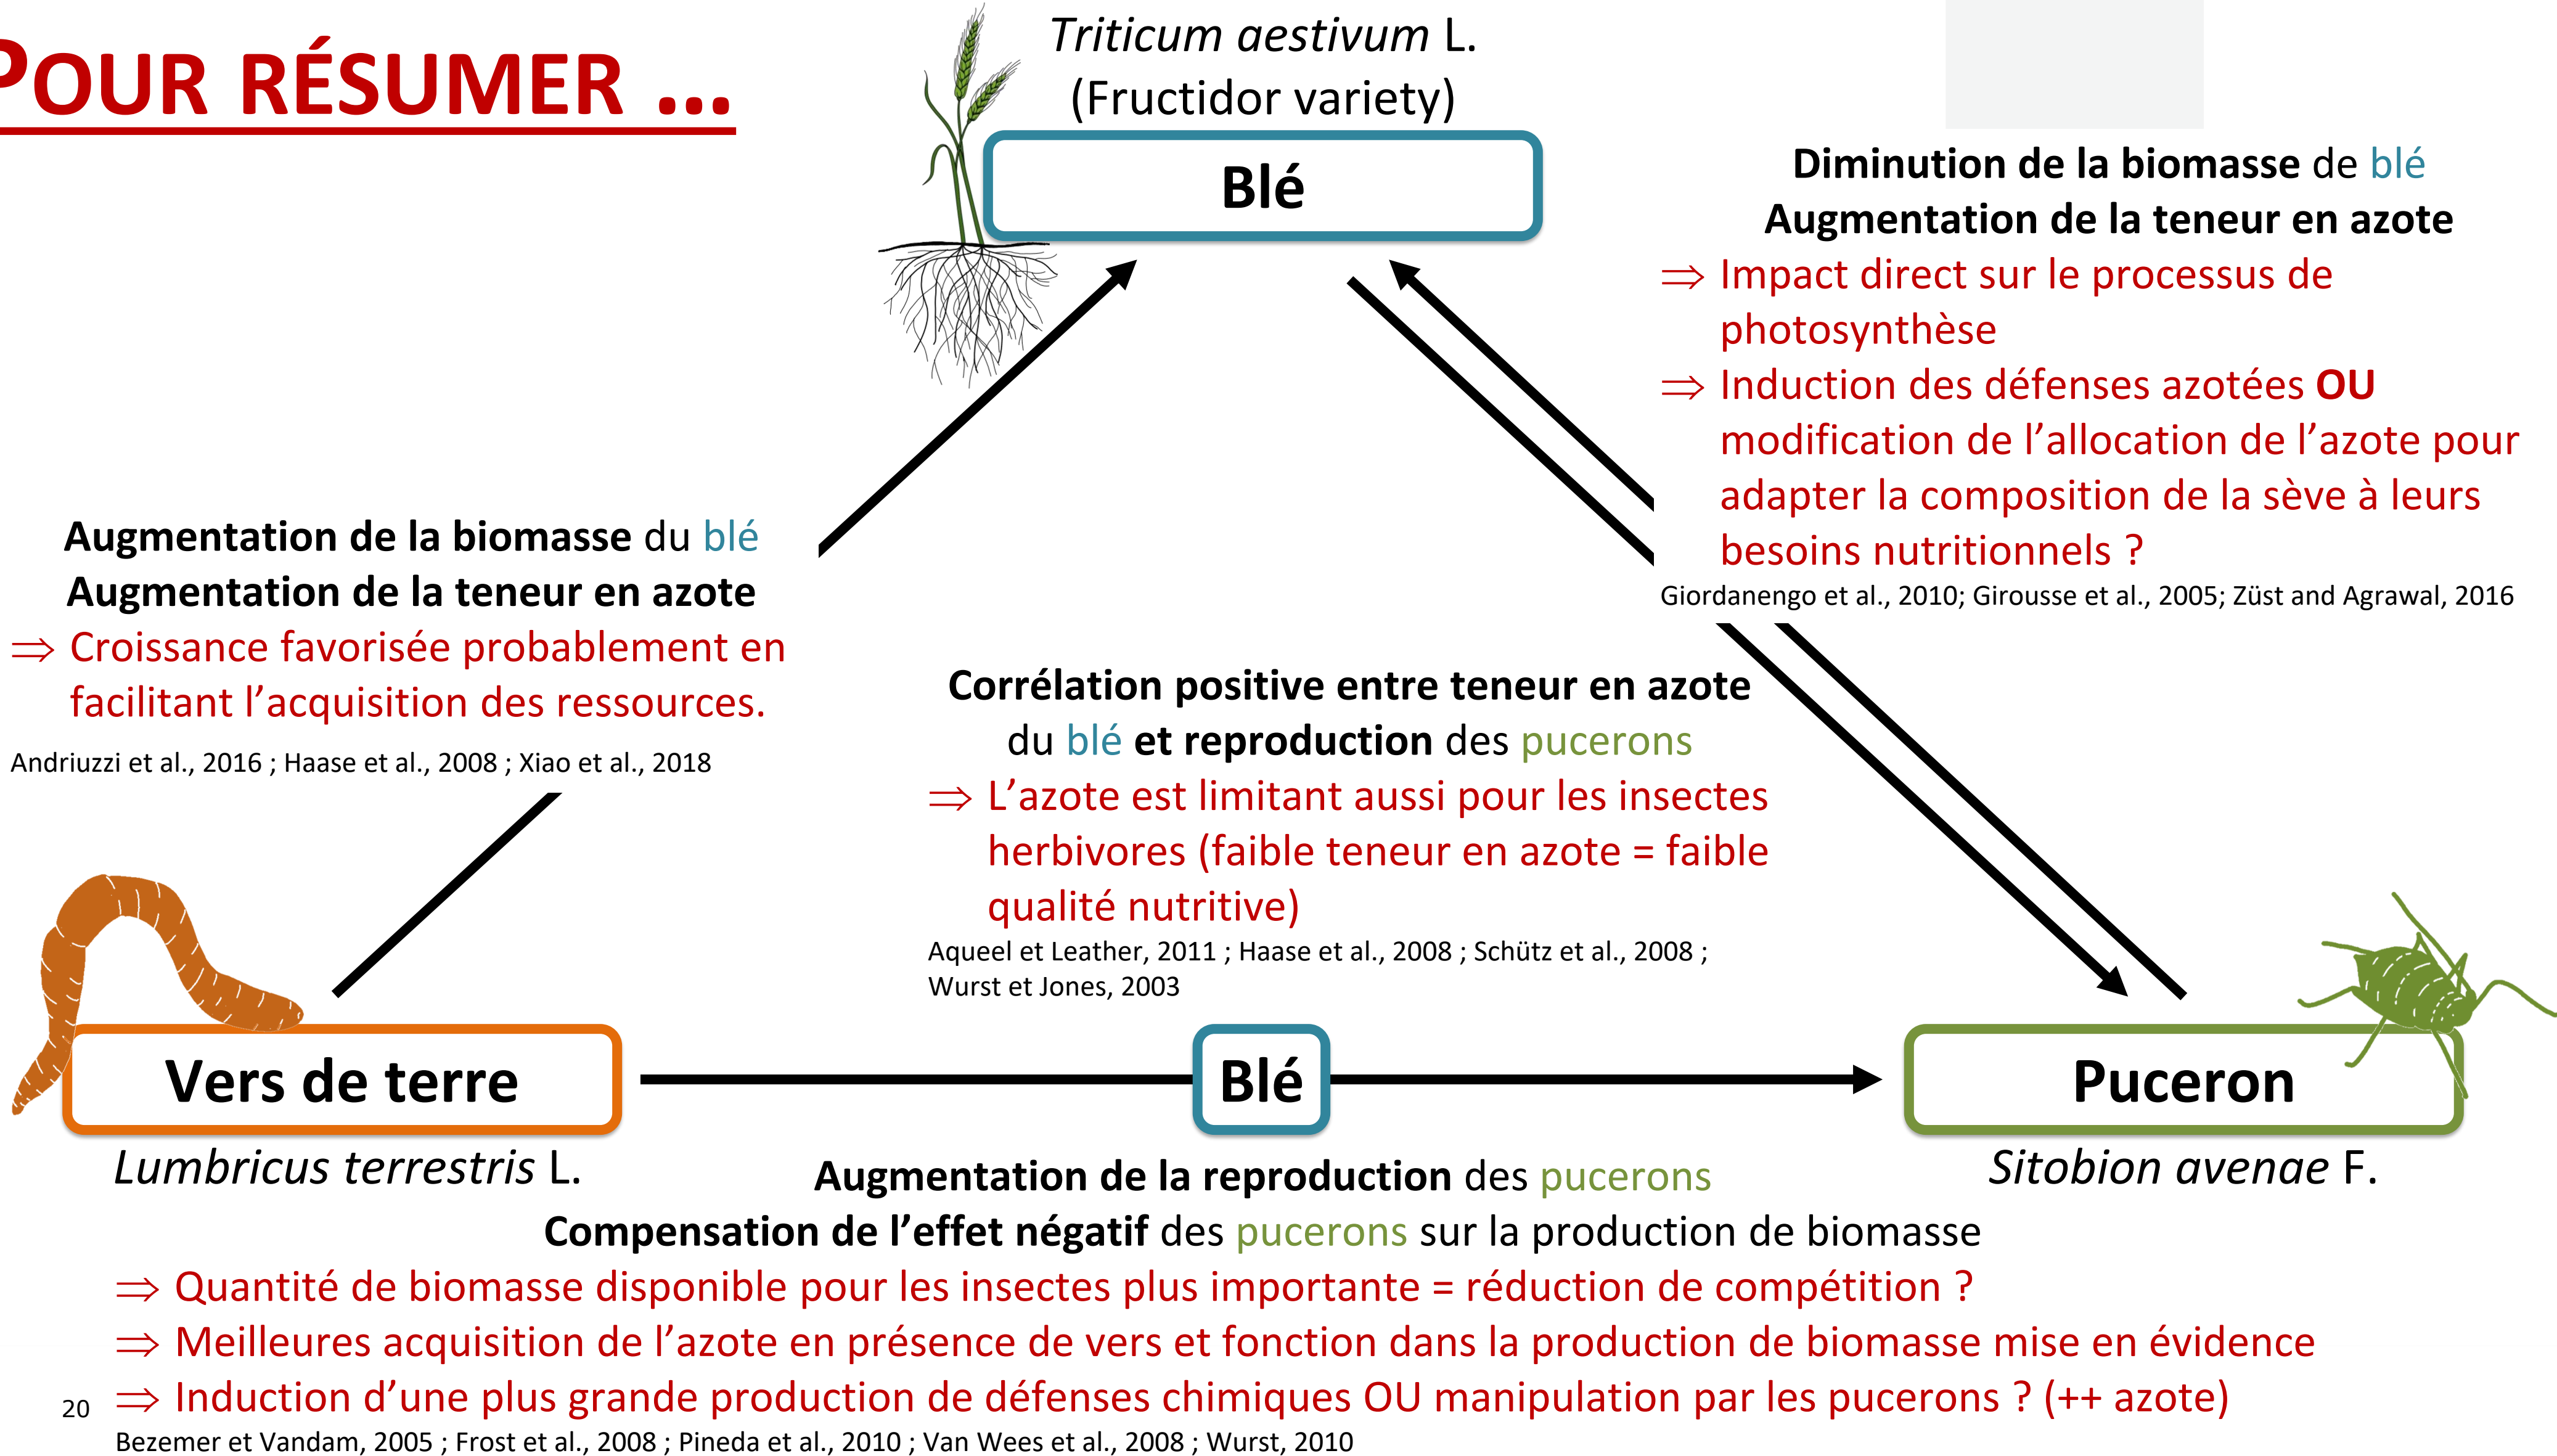 POUR RÉSUMER ...
Triticum aestivum L.
(Fructidor variety)
Blé
Diminution de la biomasse de blé
Augmentation de la teneur en azote
⇒ Impact direct sur le processus de
photosynthèse
⇒ Induction des défenses azotées OU
modification de l’allocation de l’azote pour
adapter la composition de la sève à leurs
besoins nutritionnels ?
Giordanengo et al., 2010; Girousse et al., 2005; Züst and Agrawal, 2016
Augmentation de la biomasse du blé
Augmentation de la teneur en azote
⇒ Croissance favorisée probablement en
facilitant l’acquisition des ressources.
Andriuzzi et al., 2016 ; Haase et al., 2008 ; Xiao et al., 2018
Corrélation positive entre teneur en azote
du blé et reproduction des pucerons
⇒ L’azote est limitant aussi pour les insectes
herbivores (faible teneur en azote = faible
qualité nutritive)
Aqueel et Leather, 2011 ; Haase et al., 2008 ; Schütz et al., 2008 ;
Wurst et Jones, 2003
Vers de terre
Blé
Puceron
Lumbricus terrestris L.
Sitobion avenae F.
Augmentation de la reproduction des pucerons
Compensation de l’effet négatif des pucerons sur la production de biomasse
⇒ Quantité de biomasse disponible pour les insectes plus importante = réduction de compétition ?
⇒ Meilleures acquisition de l’azote en présence de vers et fonction dans la production de biomasse mise en évidence
⇒ Induction d’une plus grande production de défenses chimiques OU manipulation par les pucerons ? (++ azote)
20
Bezemer et Vandam, 2005 ; Frost et al., 2008 ; Pineda et al., 2010 ; Van Wees et al., 2008 ; Wurst, 2010